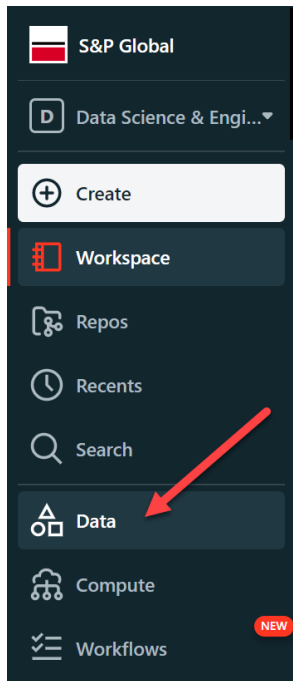 S&P Global
D
Data Science & Engi...
Create
Workspace
Repos
Recents
Search
Data
Compute
NEW
Workflows